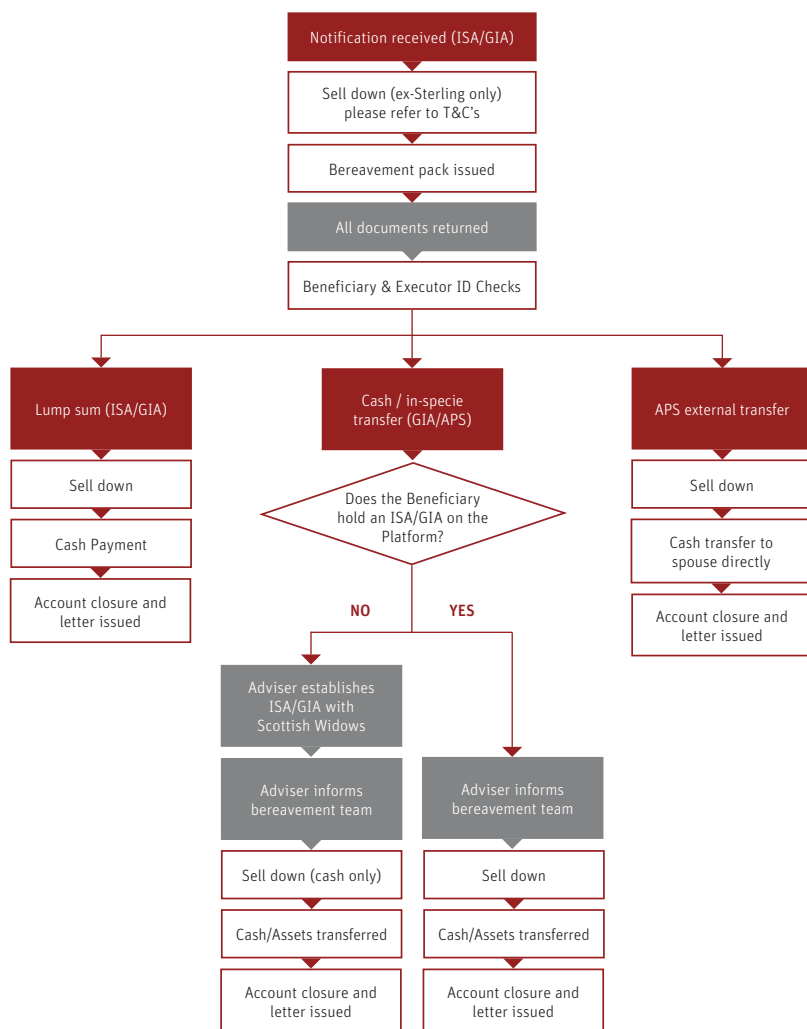 Notification received (ISA/GIA)
Sell down (ex-Sterling only)
please refer to T&C's
Bereavement pack issued
All documents returned
Beneficiary & Executor ID Checks
Lump sum (ISA/GIA)
Sell down
Cash Payment
Account closure and
letter issued
Cash / in-specie
transfer (GIA/APS)
Does the Beneficiary
hold an ISA/GIA on the
Platform?
NO
YES
Adviser establishes
ISA/GIA with
Scottish Widows
Adviser informs
bereavement team
Sell down (cash only)
Cash/Assets transferred
Account closure and
letter issued
Adviser informs
bereavement team
Sell down
Cash/Assets transferred
Account closure and
letter issued
APS external transfer
Sell down
Cash transfer to
spouse directly
Account closure and
letter issued